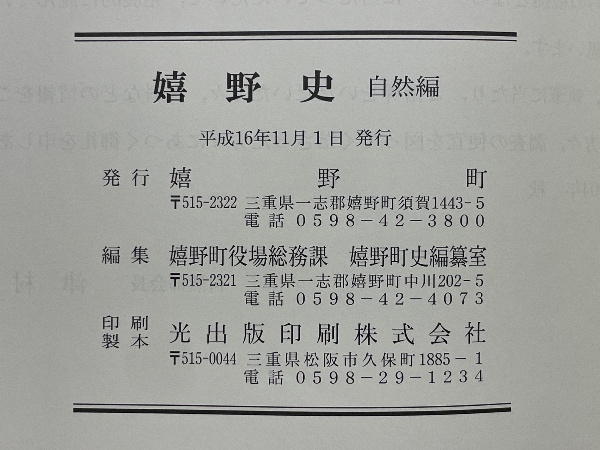 嬉野史 自然編
平成16年11月1日 発行
発行 嬉野町
〒515-2322 三重県一志郡嬉野町須賀1443-5
電話 0598-42-3800
編集 嬉野町役場総務課 嬉野町史編纂室
〒515-2321 三重県一志郡嬉野町中川202-5
電話 0598-42-4073
印刷
製本 光出版印刷株式会社
〒515-0044 三重県松阪市久保町1885-1
電話 0598-29-1234